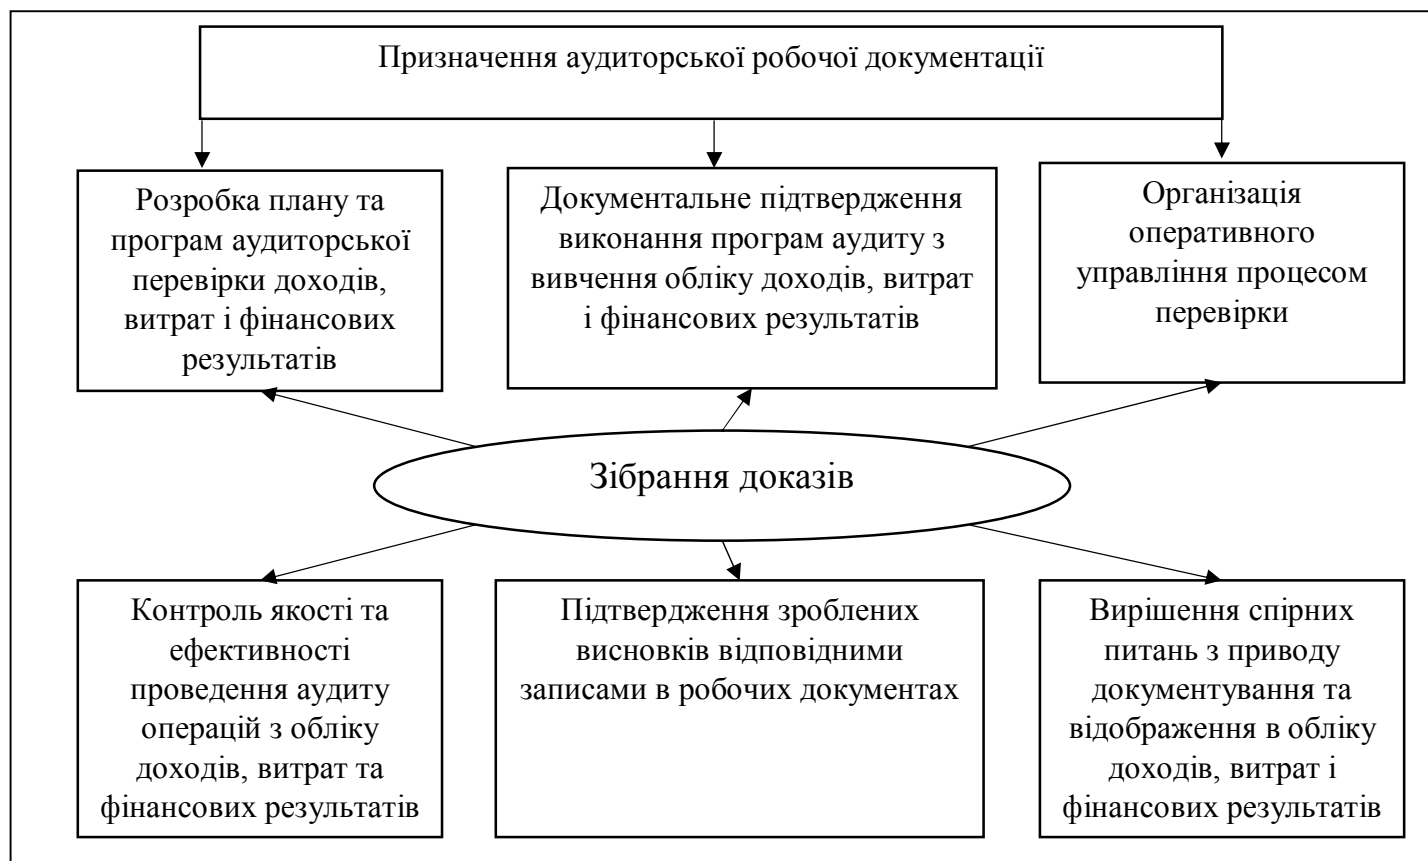 Призначення аудиторської робочої документації
Розробка плану та
програм аудиторської
перевірки доходів,
витрат і фінансових
результатів
Документальне підтвердження
виконання програм аудиту з
вивчення обліку доходів, витрат
і фінансових результатів
Організація
оперативного
управління процесом
перевірки
Зібрання доказів
Контроль якості та
ефективності
проведення аудиту
операцій з обліку
доходів, витрат та
фінансових результатів
Підтвердження зроблених
висновків відповідними
записами в робочих документах
Вирішення спірних
питань з приводу
документування та
відображення в обліку
доходів, витрат і
фінансових результатів